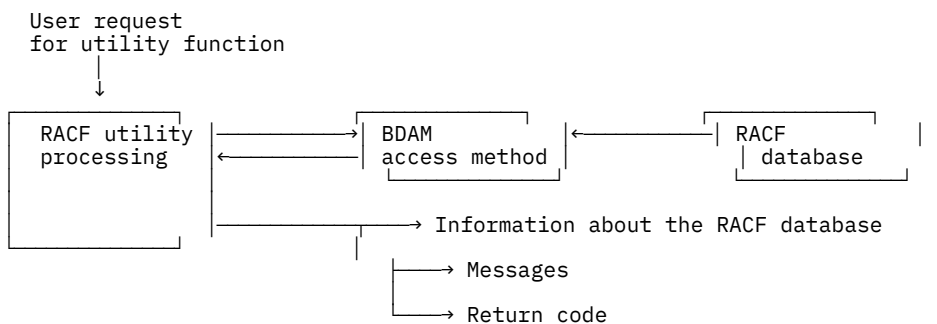 User request
for utility function
RACF utility
processing
BDAM
access method
RACF
database
Information about the RACF database
Messages
Return code